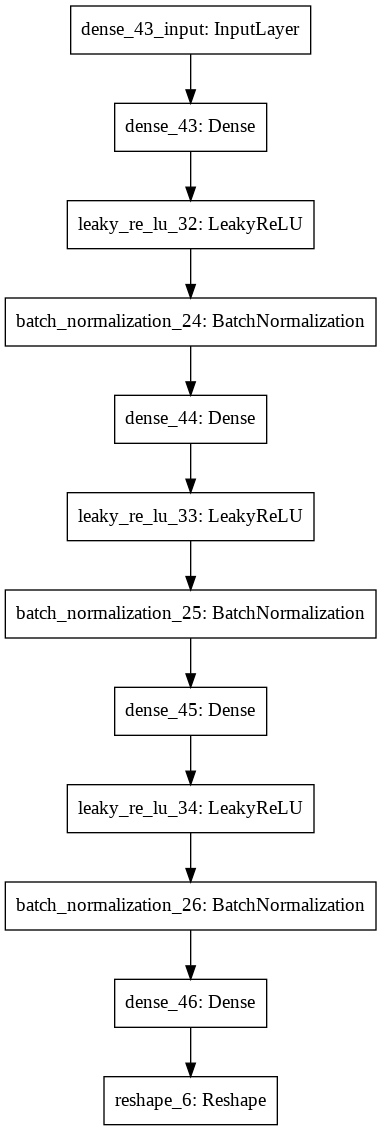 dense_43_input: InputLayer
dense_43: Dense
leaky_re_lu_32: LeakyReLU
batch_normalization_24: BatchNormalization
dense_44: Dense
leaky_re_lu_33: LeakyReLU
batch_normalization_25: BatchNormalization
dense_45: Dense
leaky_re_lu_34: LeakyReLU
batch_normalization_26: BatchNormalization
dense_46: Dense
reshape_6: Reshape